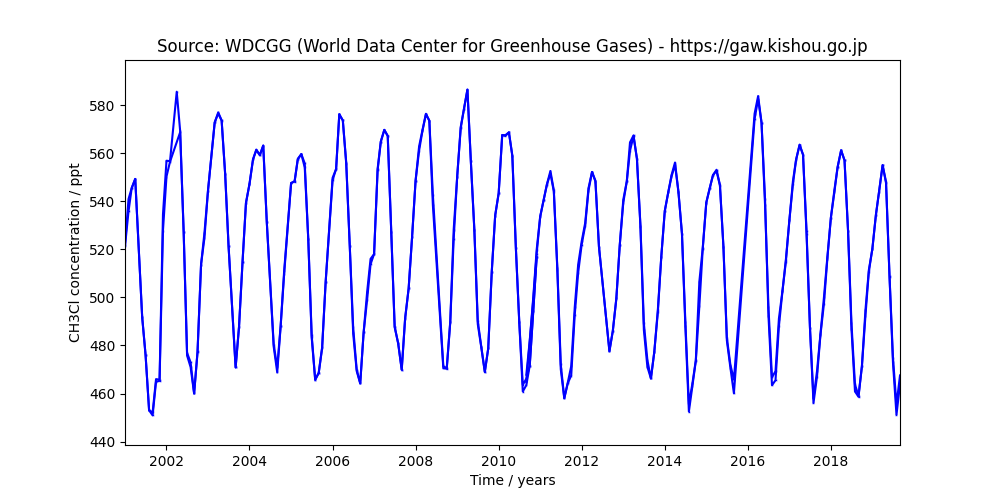 Source: WDCGG (World Data Center for Greenhouse Gases) - https://gaw.kishou.go.jp
580
560
540
520
500
480
460
440
CH3Cl concentration / ppt
2002 2004 2006 2008 2010 2012 2014 2016 2018
Time / years